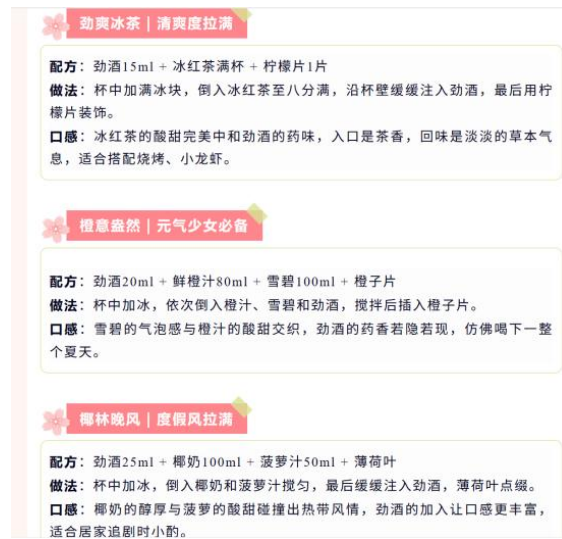 劲爽冰茶 | 清爽度拉满
配方：劲酒15ml + 冰红茶满杯 + 柠檬片1片
做法：杯中加满冰块，倒入冰红茶至八分满，沿杯壁缓缓注入劲酒，最后用柠
檬片装饰。
口感：冰红茶的酸甜完美中和劲酒的药味，入口是茶香，回味是淡淡的草本气
息，适合搭配烧烤、小龙虾。
橙意盎然 | 元气少女必备
配方：劲酒20ml + 鲜橙汁80ml + 雪碧100ml + 橙子片
做法：杯中加冰，依次倒入橙汁、雪碧和劲酒，搅拌后插入橙子片。
口感：雪碧的气泡感与橙汁的酸甜交织，劲酒的药香若隐若现，仿佛喝下一整
个夏天。
椰林晚风 | 度假风拉满
配方：劲酒25ml + 椰奶100ml + 菠萝汁50ml + 薄荷叶
做法：杯中加冰，倒入椰奶和菠萝汁搅匀，最后缓缓注入劲酒，薄荷叶点缀。
口感：椰奶的醇厚与菠萝的酸甜碰撞出热带风情，劲酒的加入让口感更丰富，
适合居家追剧时小酌。